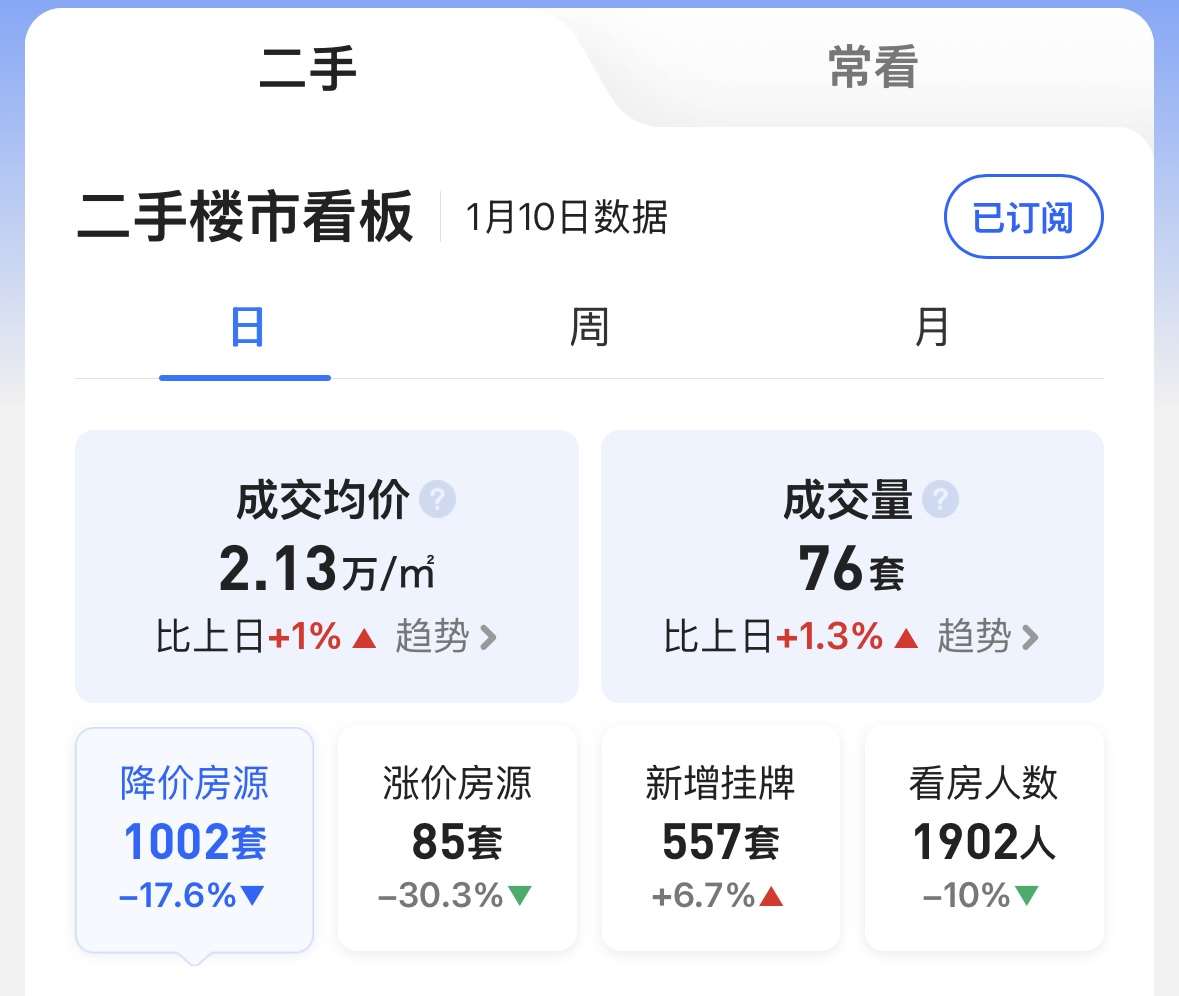 二手 常看
二手楼市看板 1月10日数据 已订阅
日 周 月
成交均价 ?
2.13万/㎡
比上日+1%▲ 趋势 >
成交量 ?
76套
比上日+1.3%▲ 趋势 >
降价房源
1002套
-17.6%▼
涨价房源
85套
-30.3%▼
新增挂牌
557套
+6.7%▲
看房人数
1902人
-10%▼